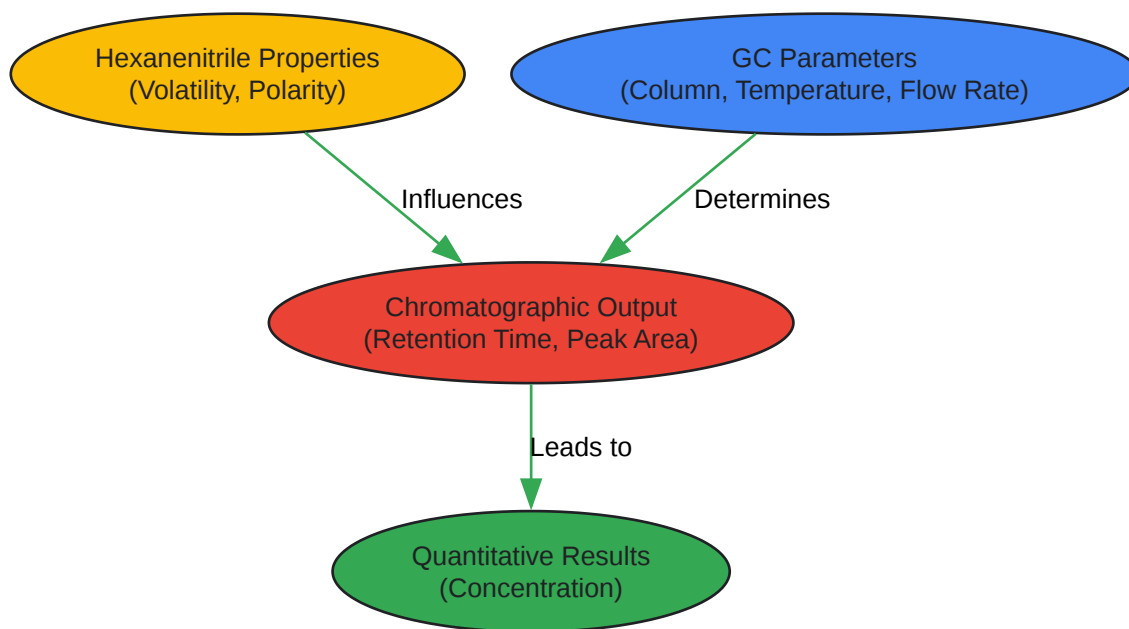 Hexanenitrile Properties
(Volatility, Polarity)
GC Parameters
(Column, Temperature, Flow Rate)
Influences
Determines
Chromatographic Output
(Retention Time, Peak Area)
Leads to
Quantitative Results
(Concentration)